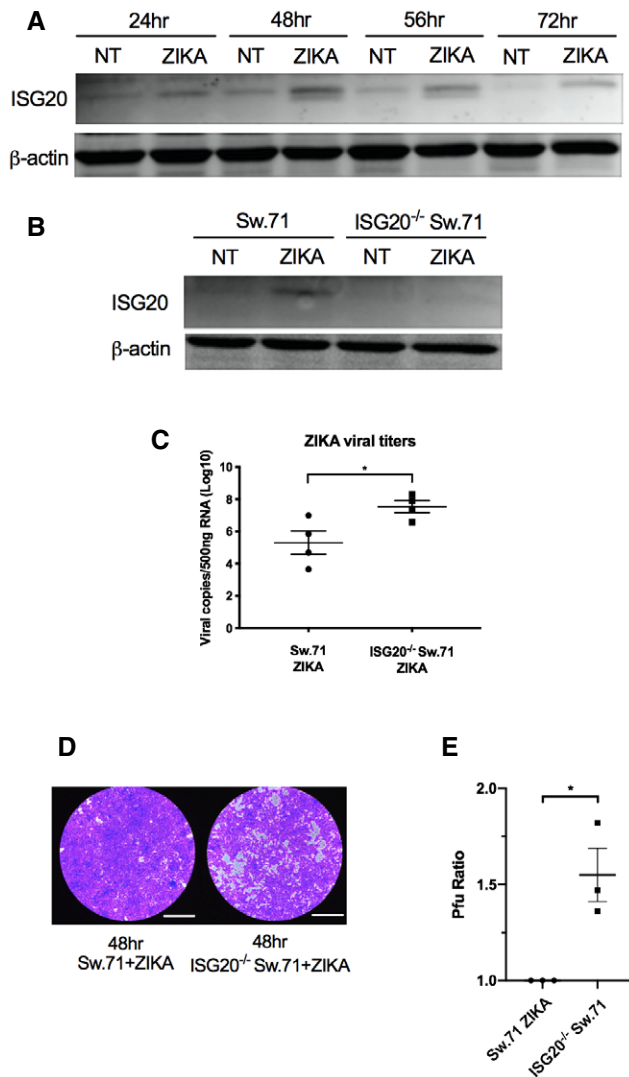 A
24hr 48hr 56hr 72hr
NT ZIKA NT ZIKA NT ZIKA NT ZIKA
ISG20
β-actin
B
Sw.71 ISG20-/- Sw.71
NT ZIKA NT ZIKA
ISG20
β-actin
C
ZIKA viral titers
*
Viral copies/500ng RNA (Log10)
10
8
6
4
2
0
Sw.71
ZIKA
ISG20-/- Sw.71
ZIKA
D
48hr
Sw.71+ZIKA
48hr
ISG20-/- Sw.71+ZIKA
E
*
Pfu Ratio
2.0
1.5
1.0
Sw.71 ZIKA
ISG20-/- Sw.71